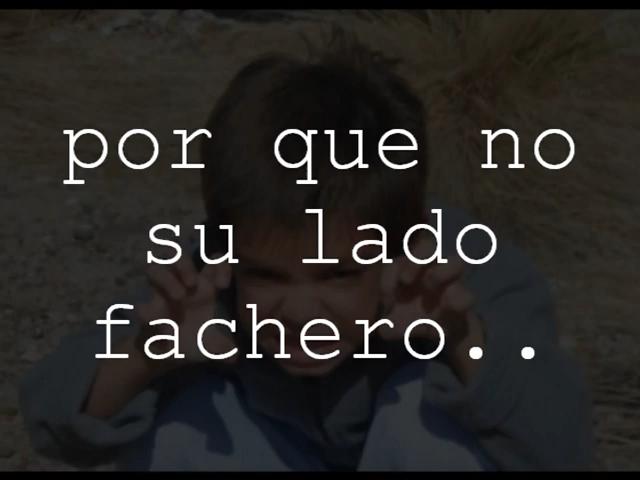 por que no
su lado
fachero..